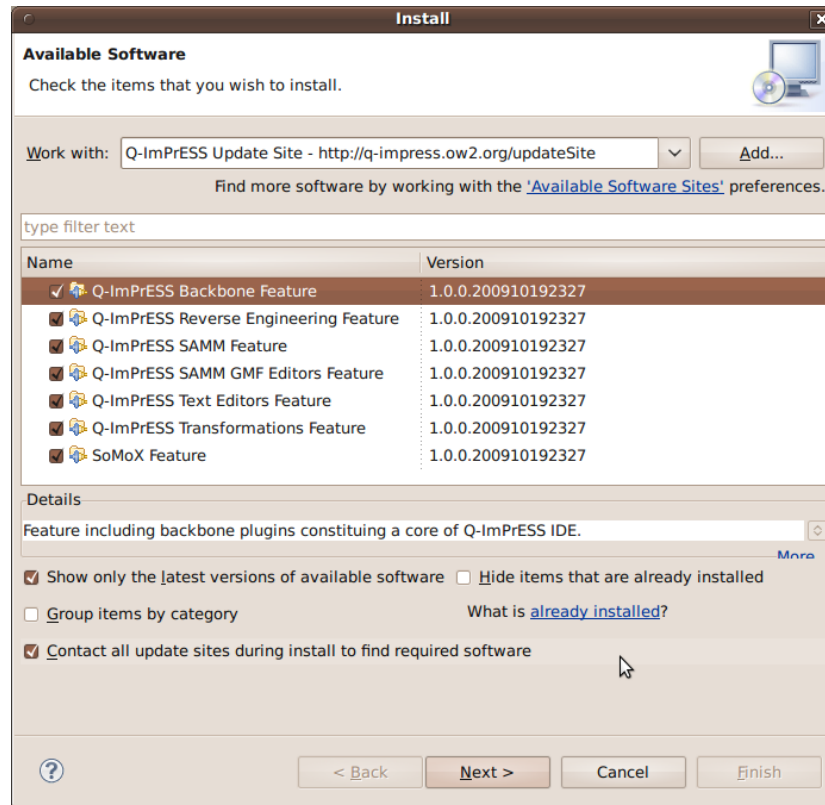 Install
Available Software
Check the items that you wish to install.
Work with: Q-ImPrESS Update Site - http://q-impress.ow2.org/updateSite Add...
Find more software by working with the 'Available Software Sites' preferences.
type filter text
Name Version
Q-ImPrESS Backbone Feature 1.0.0.200910192327
Q-ImPrESS Reverse Engineering Feature 1.0.0.200910192327
Q-ImPrESS SAMM Feature 1.0.0.200910192327
Q-ImPrESS SAMM GMF Editors Feature 1.0.0.200910192327
Q-ImPrESS Text Editors Feature 1.0.0.200910192327
Q-ImPrESS Transformations Feature 1.0.0.200910192327
SoMoX Feature 1.0.0.200910192327
Details
Feature including backbone plugins constituing a core of Q-ImPrESS IDE.
More
Show only the latest versions of available software Hide items that are already installed
Group items by category What is already installed?
Contact all update sites during install to find required software
? < Back Next > Cancel Finish